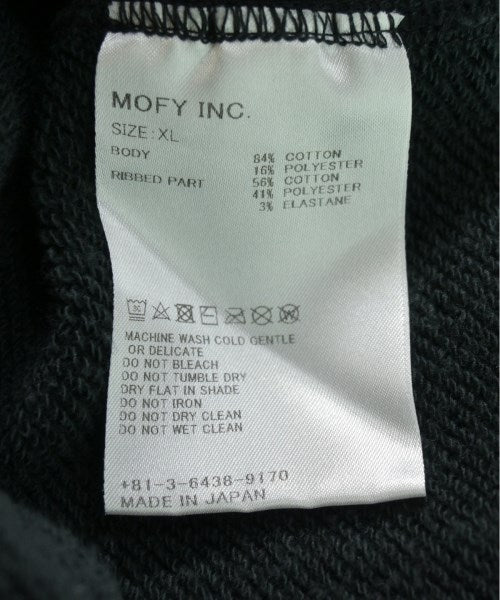 MOFY INC.
SIZE: XL
BODY 84% COTTON
16% POLYESTER
RIBBED PART 56% COTTON
41% POLYESTER
3% ELASTANE
MACHINE WASH COLD GENTLE
OR DELICATE
DO NOT BLEACH
DO NOT TUMBLE DRY
DRY FLAT IN SHADE
DO NOT IRON
DO NOT DRY CLEAN
DO NOT WET CLEAN
+81-3-6438-9170
MADE IN JAPAN